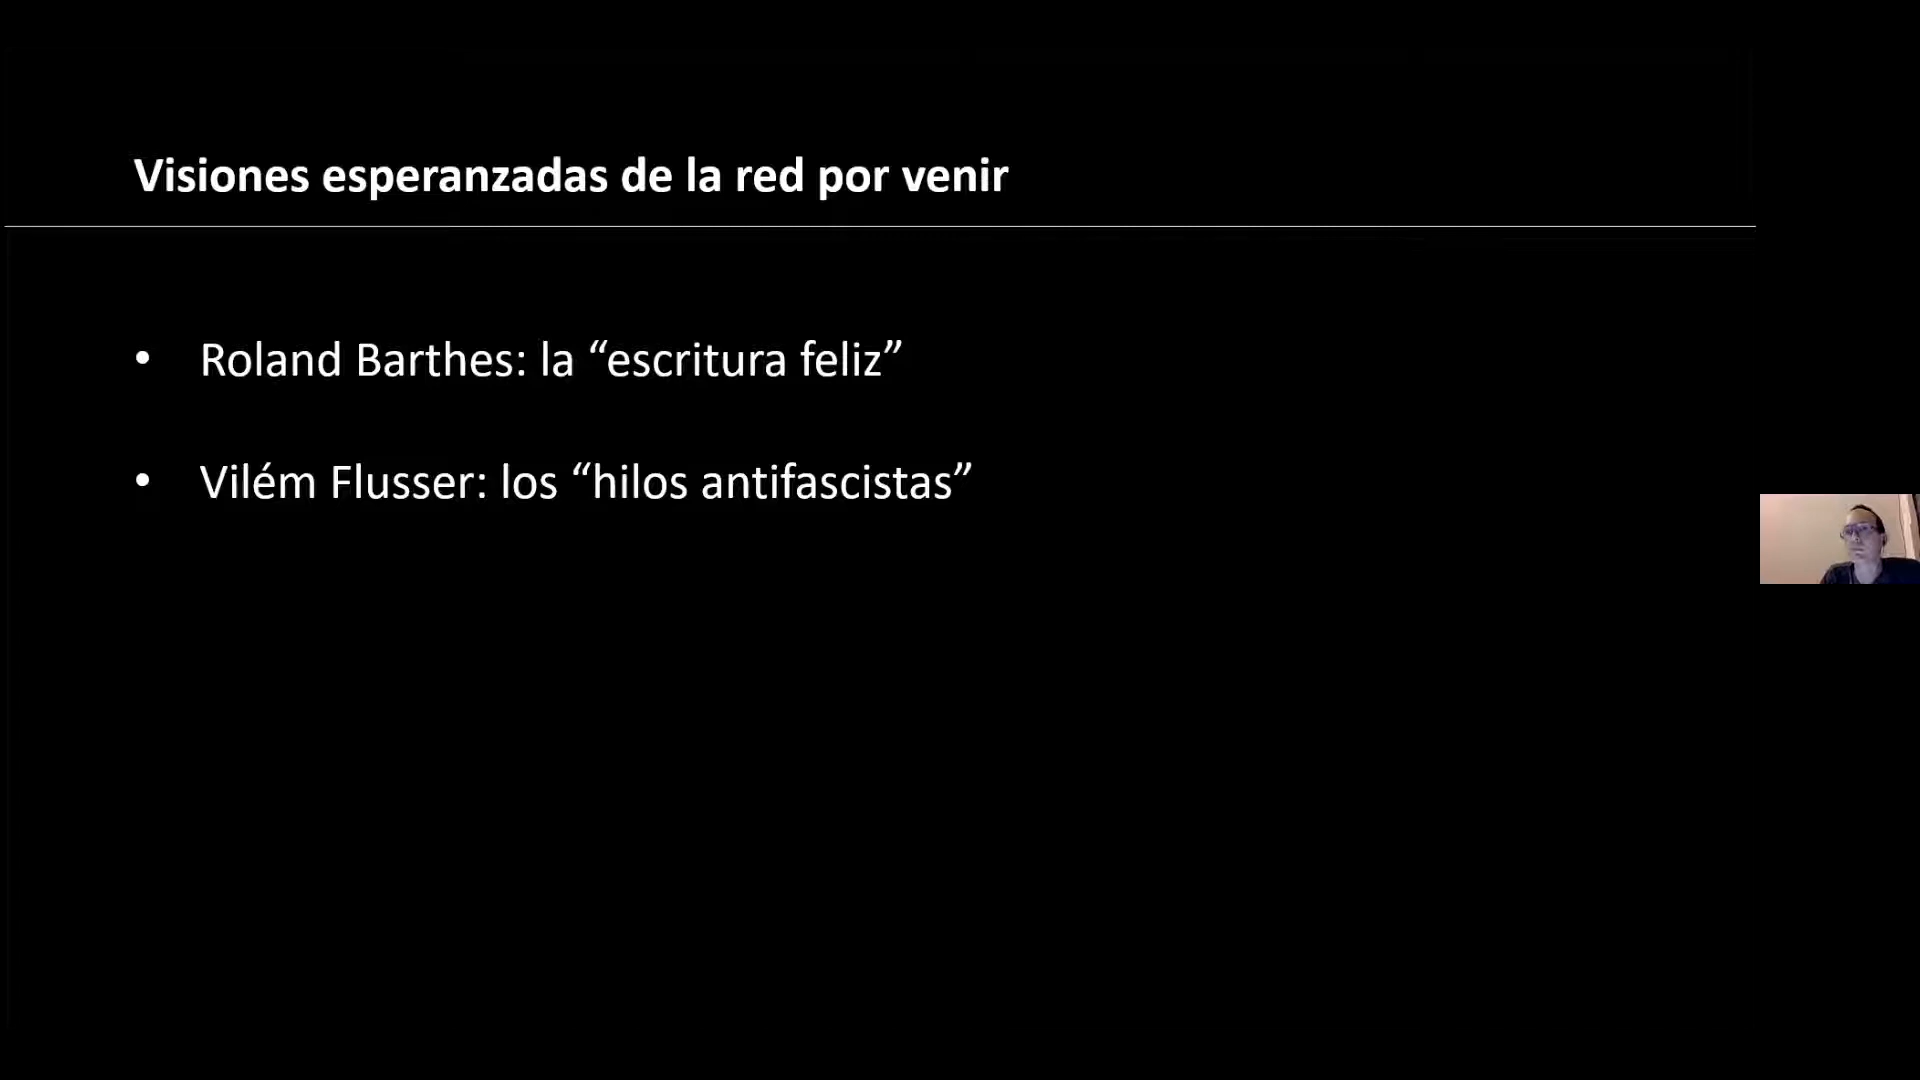 Visiones esperanzadas de la red por venir
• Roland Barthes: la “escritura feliz”
• Vilém Flusser: los “hilos antifascistas”